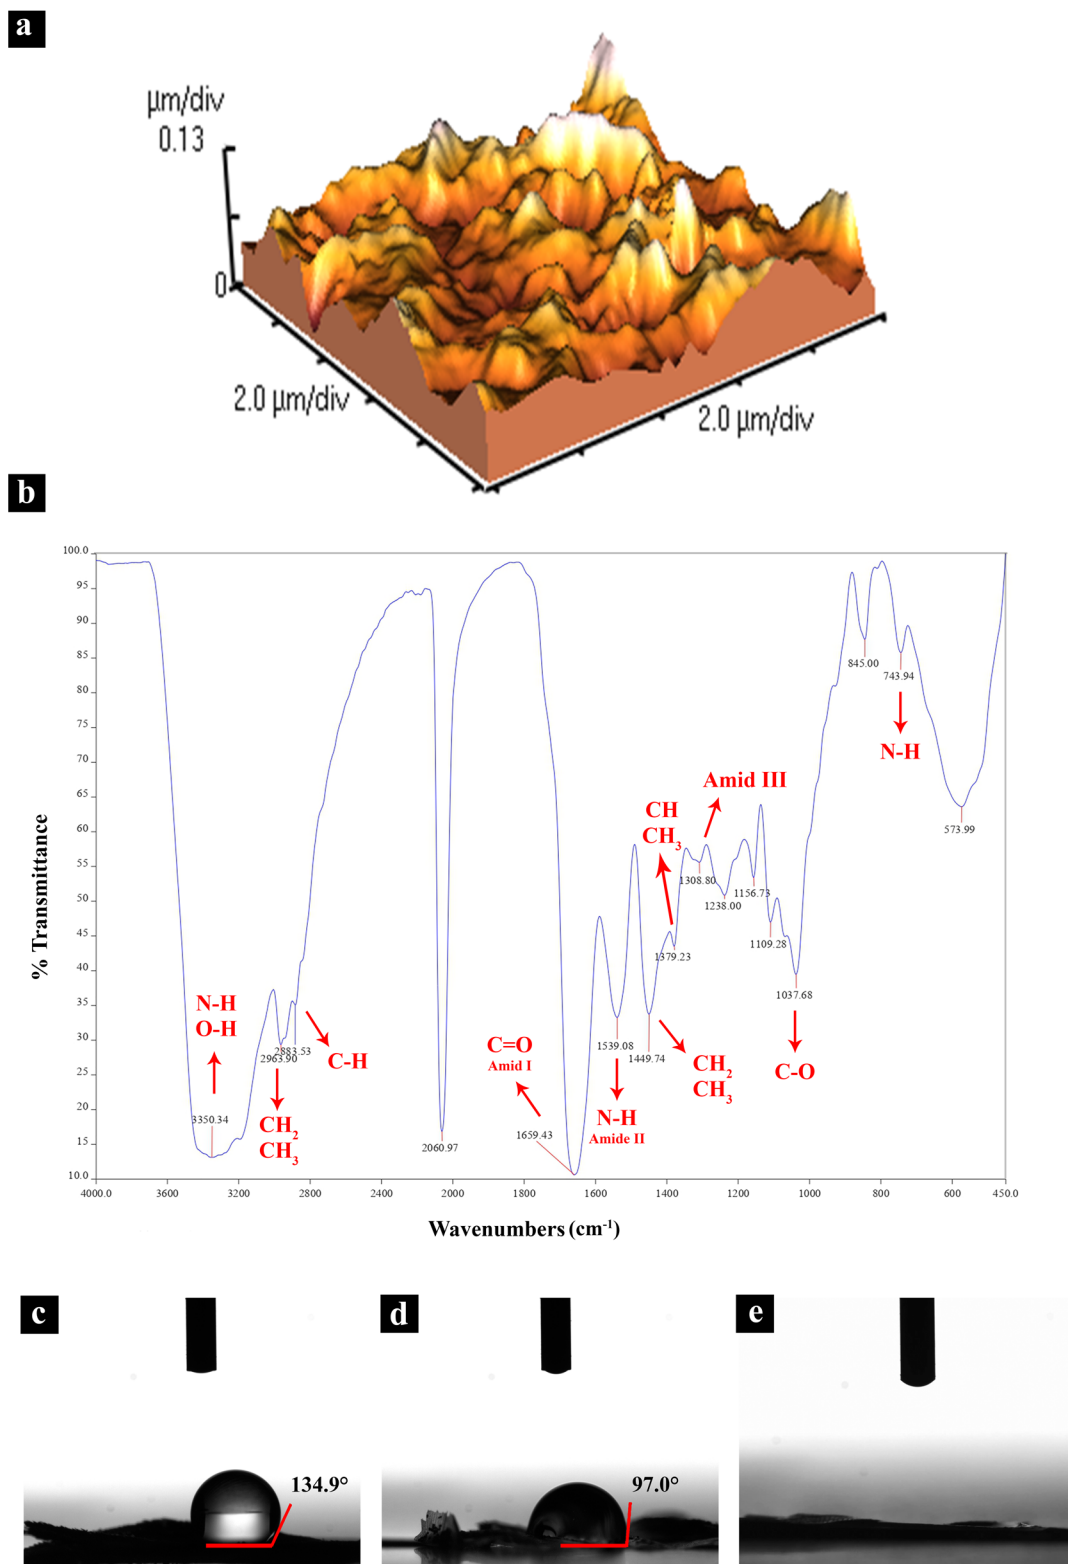 a
µm/div
0.13
0
2.0 µm/div
2.0 µm/div
b
100.0
95
90
85
80
75
70
65
60
55
50
45
40
35
30
25
20
15
10.0
% Transmittance
4000.0
3600
3200
2800
2400
2000
1800
1600
1400
1200
1000
800
600
450.0
Wavenumbers (cm-1)
N-H
O-H
3350.34
2963.90
CH2
CH3
2883.53
C-H
2060.97
C=O
Amid I
1659.43
1539.08
N-H
Amide II
1449.74
CH2
CH3
CH
CH3
1379.23
Amid III
1308.80
1238.00
1156.73
1109.28
1037.68
C-O
845.00
743.94
N-H
573.99
c
134.9°
d
97.0°
e